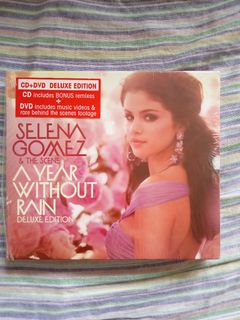 CD+DVD DELUXE EDITION
CD includes BONUS remixes
+
DVD includes music videos &
rare behind the scenes footage
SELENA
GOMEZ
& THE SCENE
A YEAR
WITHOUT
RAIN
DELUXE EDITION